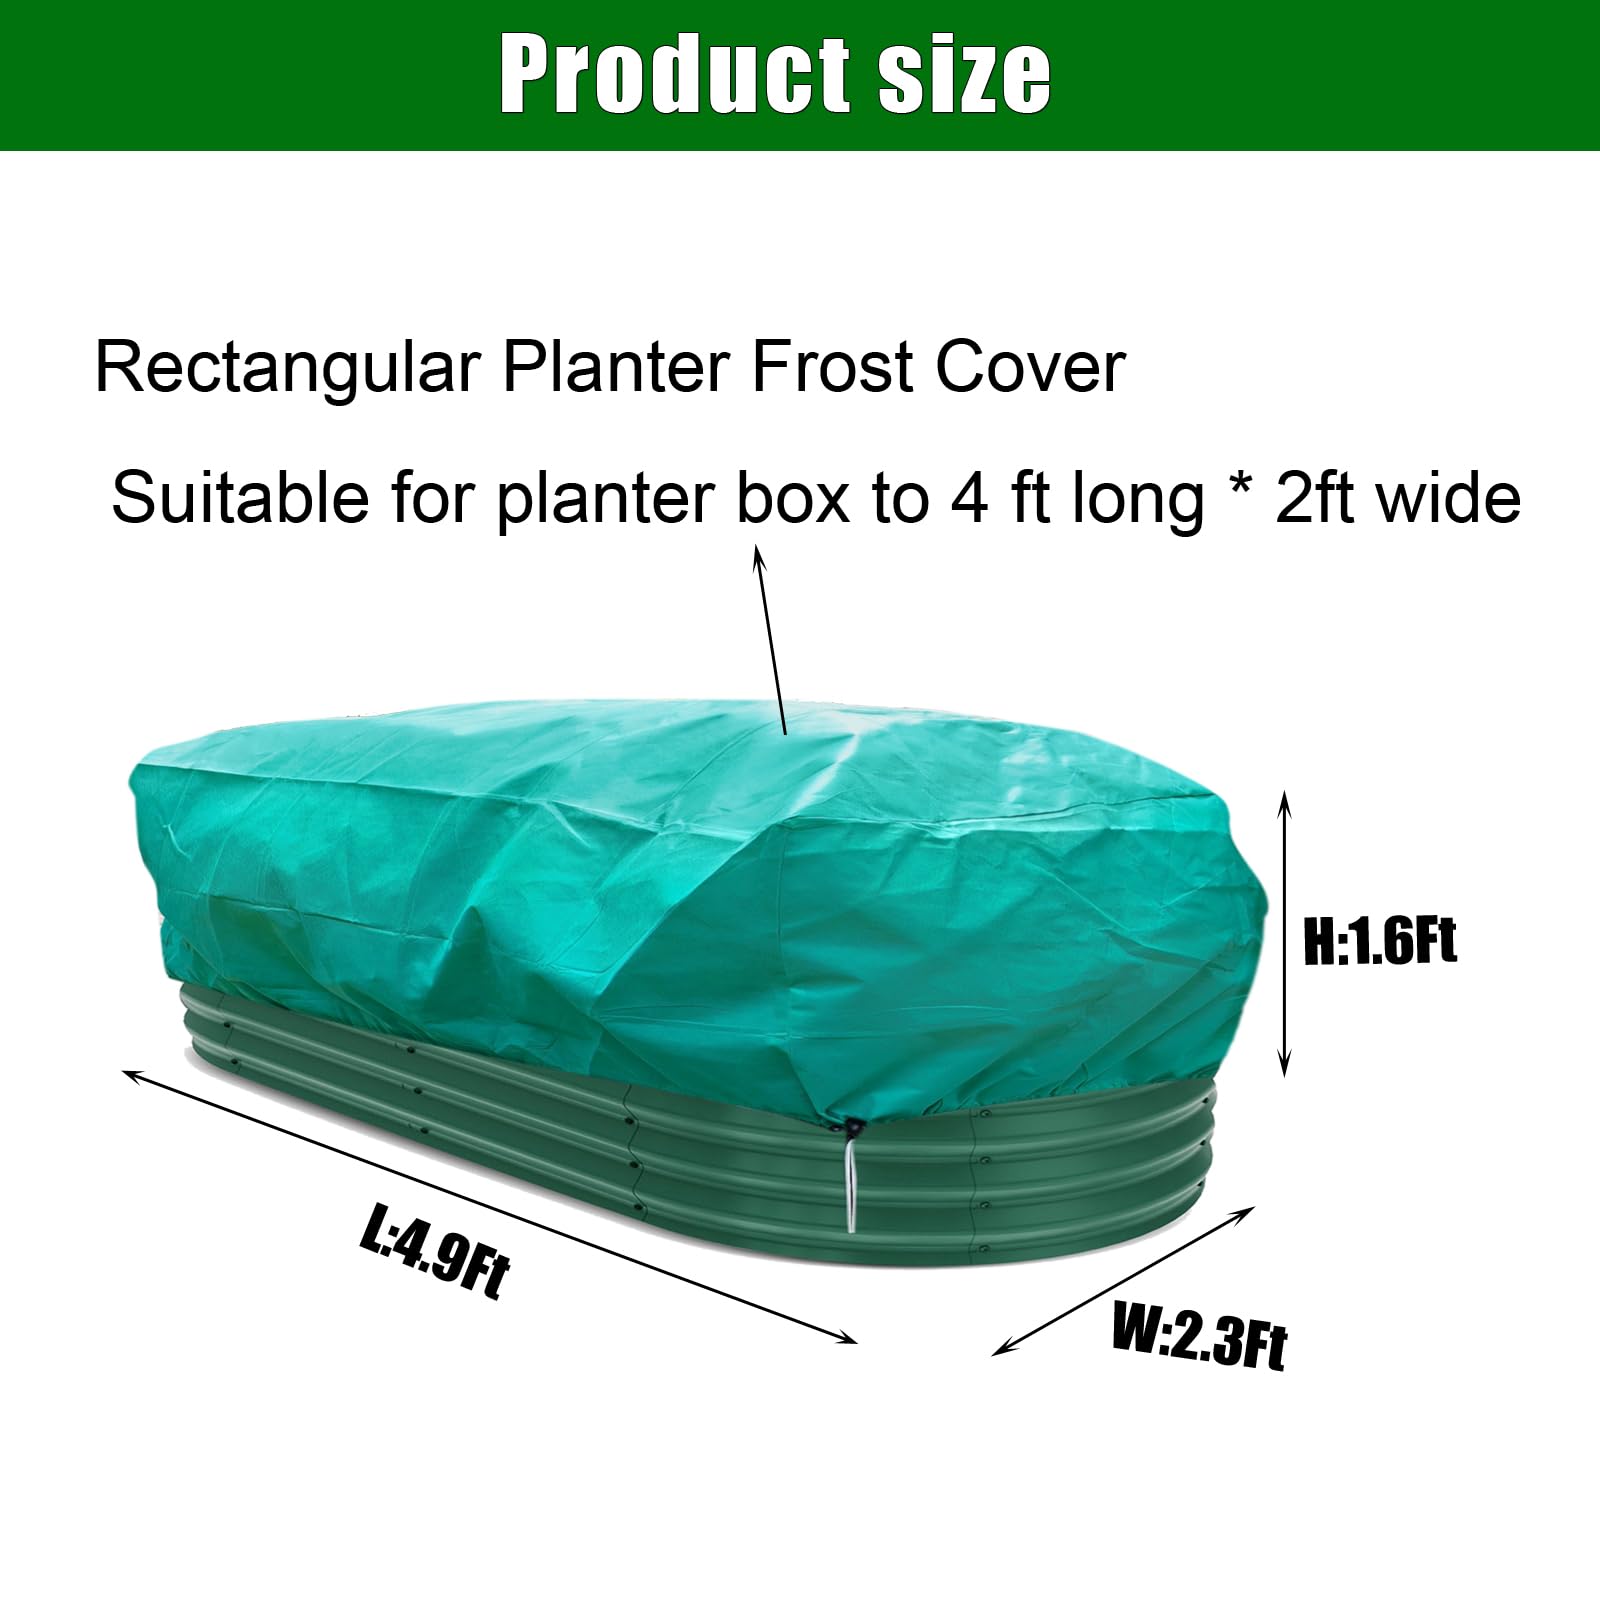 Product size
Rectangular Planter Frost Cover
Suitable for planter box to 4 ft long * 2ft wide
H:1.6Ft
L:4.9Ft
W:2.3Ft